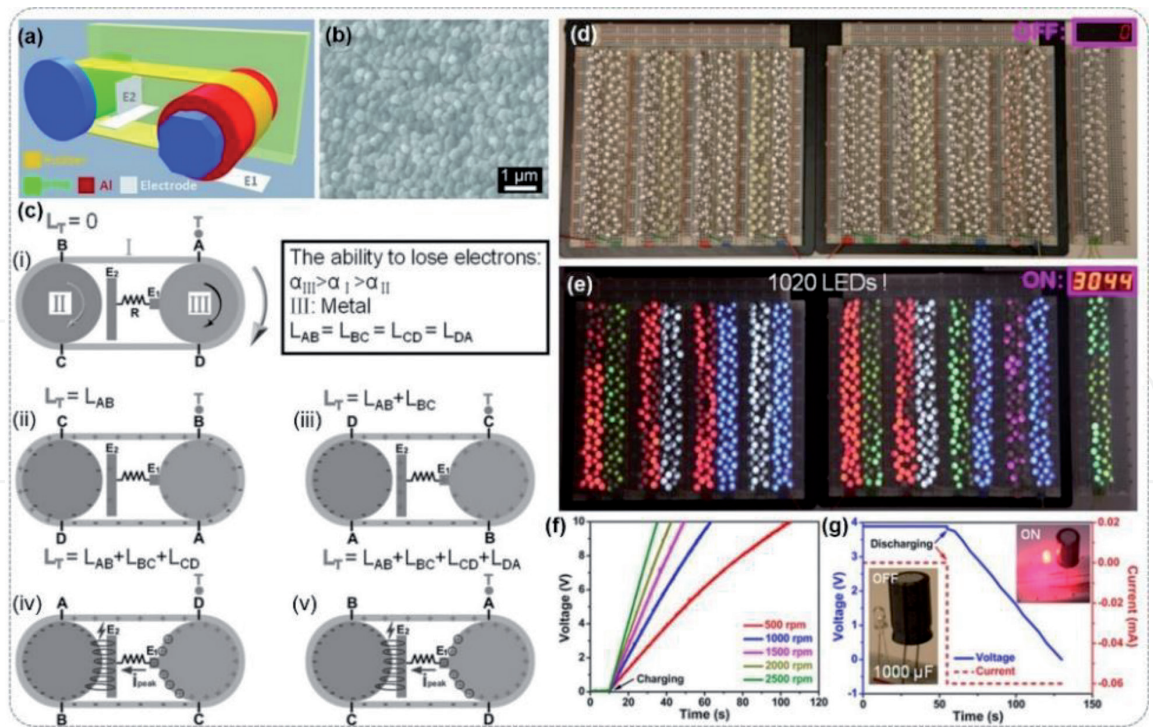 (a)
E2
E1
Al
Electrode
(b)
1 μm
(c)
L_T = 0
T
B
I
A
(i)
E₂
E₁
II
R
III
C
D
The ability to lose electrons:
α_III>α_I>α_II
III: Metal
L_AB = L_BC = L_CD = L_DA
(ii)
L_T = L_AB
T
C
B
E₂
E₁
D
A
(iii)
L_T = L_AB+L_BC
T
D
C
E₂
E₁
A
B
(iv)
L_T = L_AB+L_BC+L_CD
T
A
D
E₂
E₁
i_peak
B
C
(v)
L_T = L_AB+L_BC+L_CD+L_DA
T
B
A
E₂
E₁
i_peak
C
D
(d)
OFF: 0
(e)
1020 LEDs !
ON: 3044
(f)
Voltage (V)
10
8
6
4
2
0
500 rpm
1000 rpm
1500 rpm
2000 rpm
2500 rpm
Charging
0 20 40 60 80 100 120
Time (s)
(g)
Voltage (V)
4
3
2
1
0
-1
Discharging
ON
OFF
1000 μF
Voltage
Current
0 50 100 150
Time (s)
0.02
0.00
-0.02
-0.04
-0.06
Current (mA)